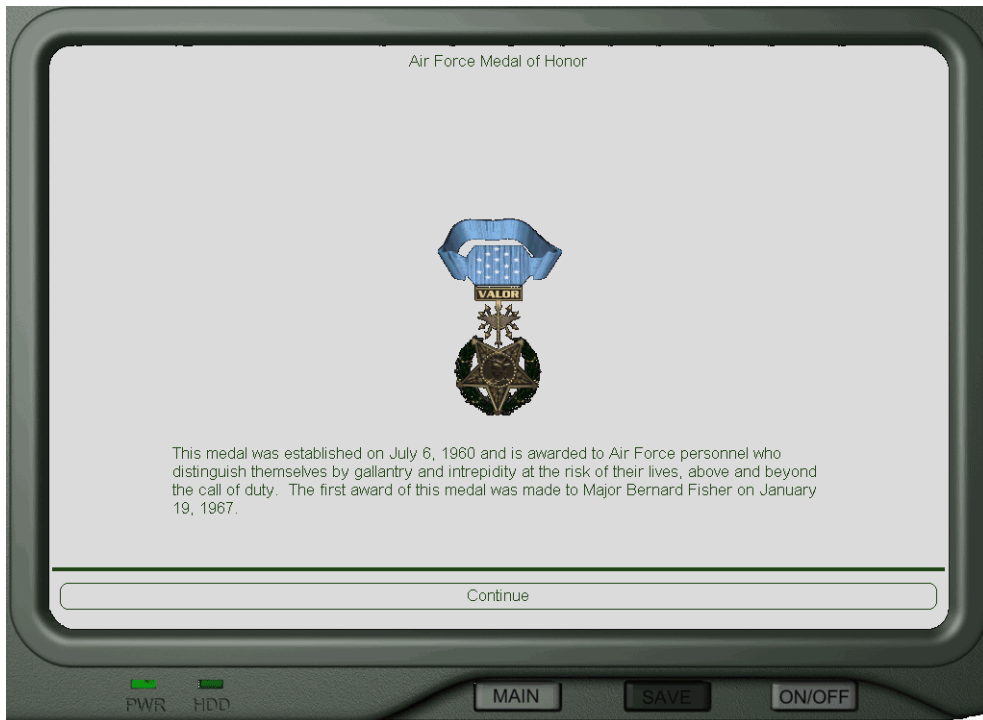 Air Force Medal of Honor
VALOR
This medal was established on July 6, 1960 and is awarded to Air Force personnel who
distinguish themselves by gallantry and intrepidity at the risk of their lives, above and beyond
the call of duty.  The first award of this medal was made to Major Bernard Fisher on January
19, 1967.
Continue
PWR HDD MAIN SAVE ON/OFF